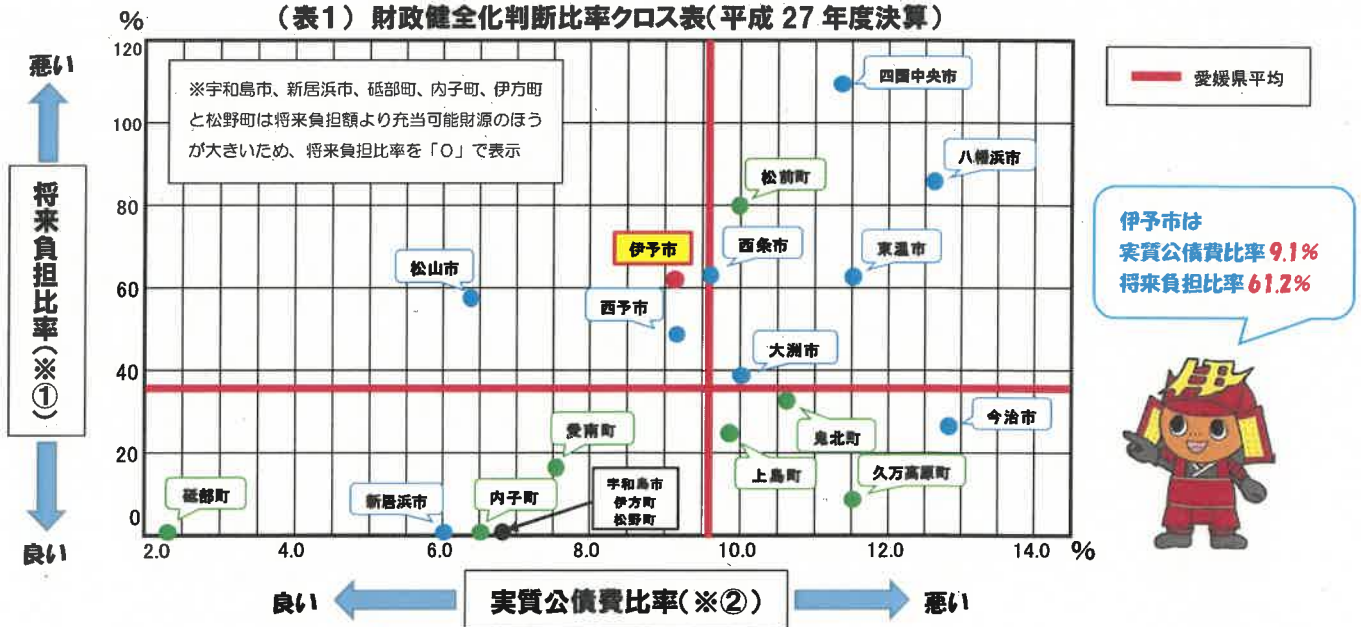 (表1) 財政健全化判断比率クロス表(平成 27 年度決算)
%
120
100
80
60
40
20
0
悪い
将来負担比率(※①)
良い
※宇和島市、新居浜市、砥部町、内子町、伊方町
と松野町は将来負担額より充当可能財源のほう
が大きいため、将来負担比率を「0」で表示
四国中央市
八幡浜市
松前町
伊予市
西条市
東温市
松山市
西予市
大洲市
愛南町
鬼北町
今治市
上島町
久万高原町
砥部町
新居浜市
内子町
宇和島市
伊方町
松野町
2.0
4.0
6.0
8.0
10.0
12.0
14.0
%
良い
実質公債費比率(※②)
悪い
愛媛県平均
伊予市は
実質公債費比率 9.1%
将来負担比率 61.2%